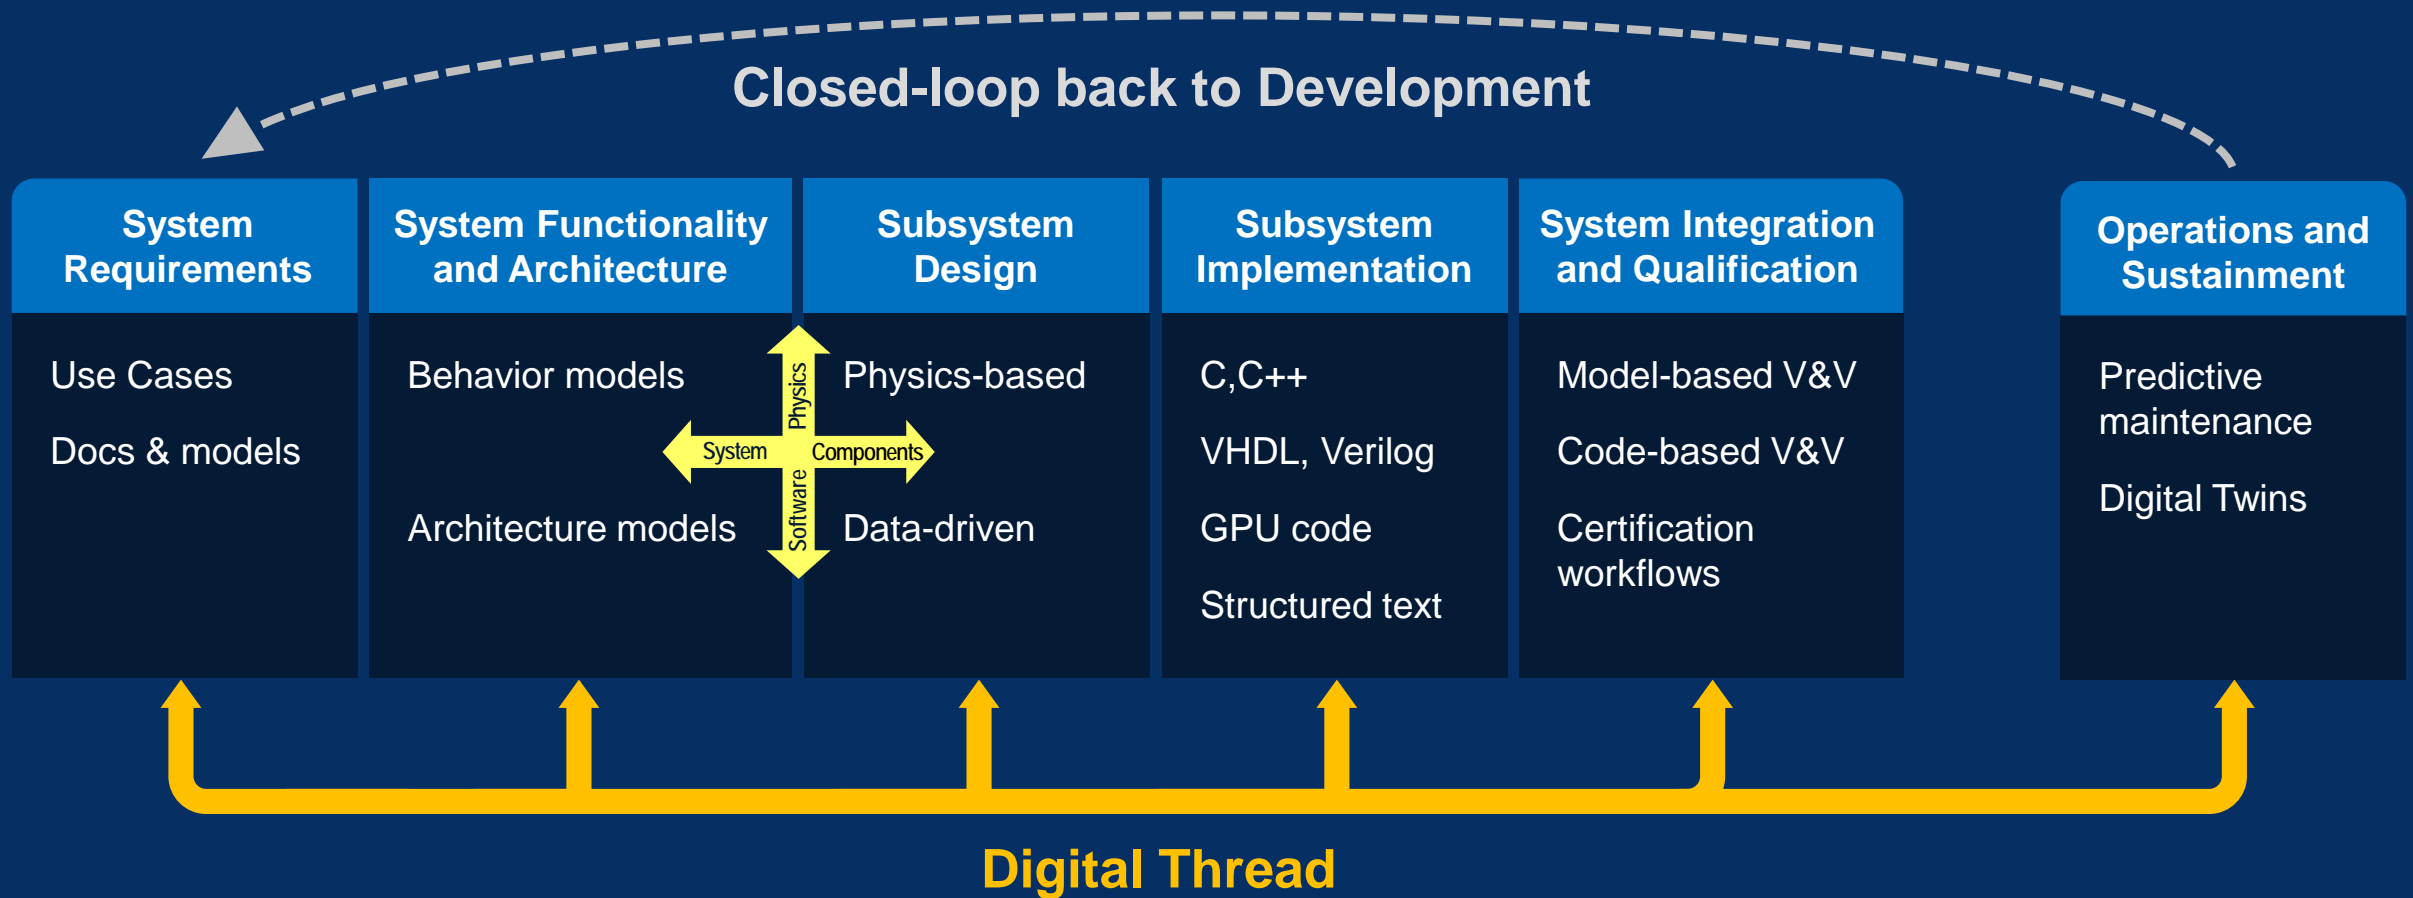 Closed-loop back to Development
System
Requirements
Use Cases
Docs & models
System Functionality
and Architecture
Behavior models
Architecture models
Physics
System
Components
Software
Subsystem
Design
Physics-based
Data-driven
Subsystem
Implementation
C,C++
VHDL, Verilog
GPU code
Structured text
System Integration
and Qualification
Model-based V&V
Code-based V&V
Certification
workflows
Operations and
Sustainment
Predictive
maintenance
Digital Twins
Digital Thread